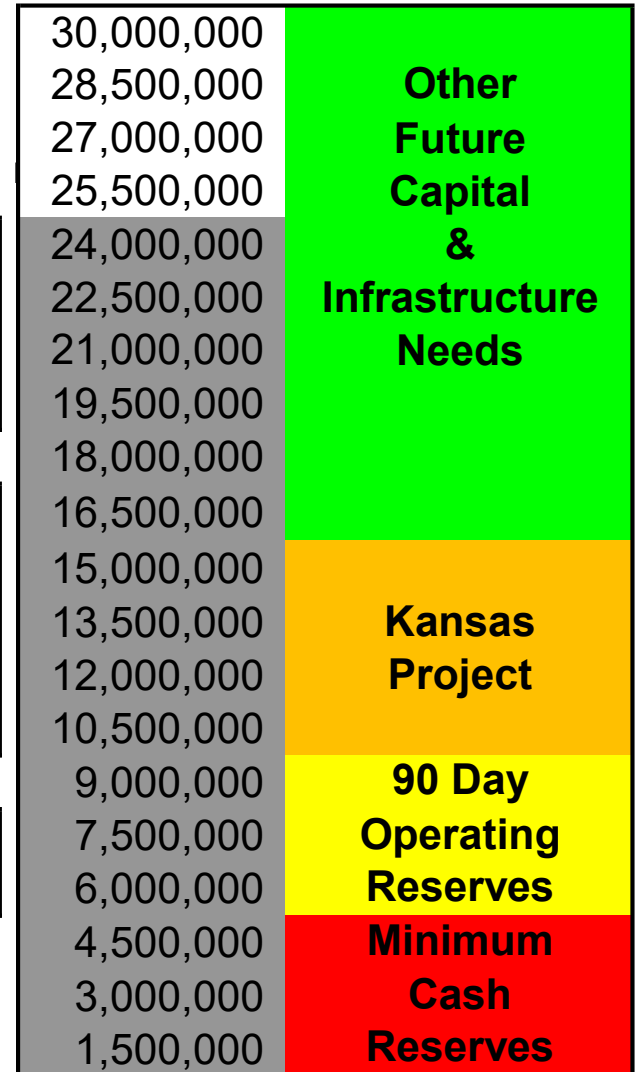 30,000,000
28,500,000 Other
27,000,000 Future
25,500,000 Capital
24,000,000 &
22,500,000 Infrastructure
21,000,000 Needs
19,500,000
18,000,000
16,500,000
15,000,000
13,500,000 Kansas
12,000,000 Project
10,500,000
9,000,000 90 Day
7,500,000 Operating
6,000,000 Reserves
4,500,000 Minimum
3,000,000 Cash
1,500,000 Reserves